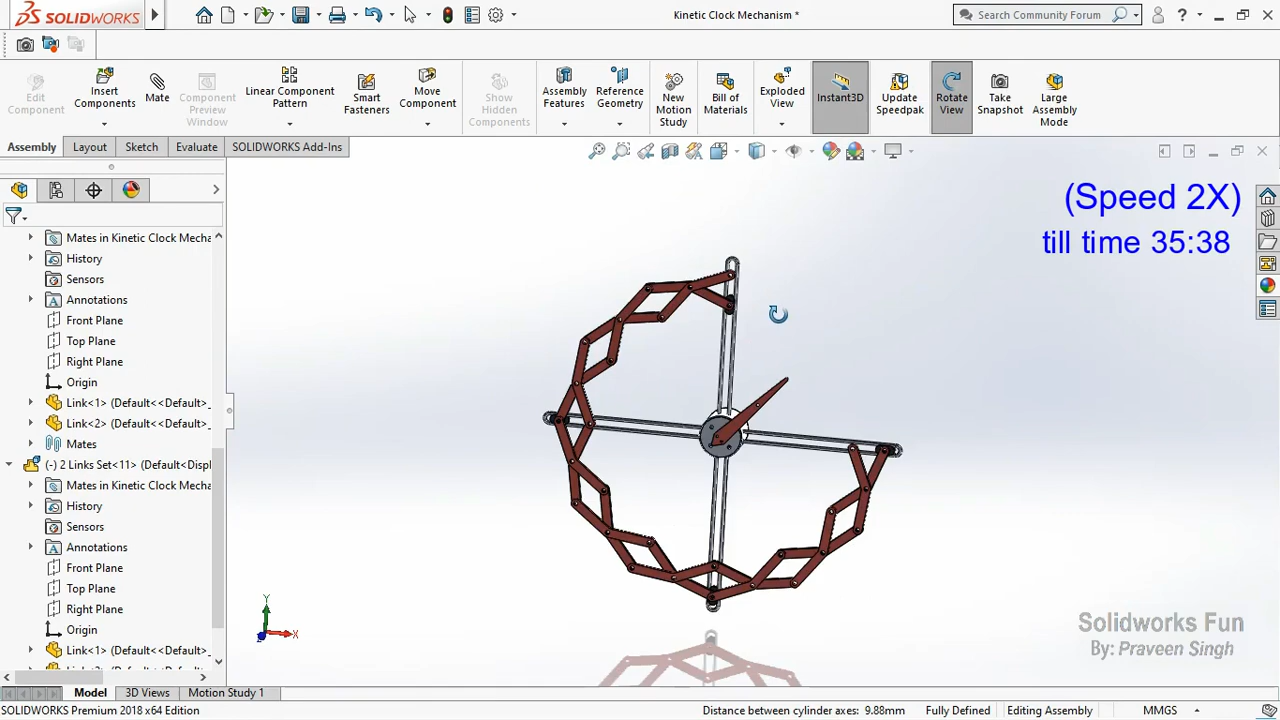 SOLIDWORKS
Kinetic Clock Mechanism *
Search Community Forum
?
Edit Component
Insert Components
Mate
Component Preview Window
Linear Component Pattern
Smart Fasteners
Move Component
Show Hidden Components
Assembly Features
Reference Geometry
New Motion Study
Bill of Materials
Exploded View
Instant3D
Update Speedpak
Rotate View
Take Snapshot
Large Assembly Mode
Assembly
Layout
Sketch
Evaluate
SOLIDWORKS Add-Ins
(Speed 2X)
till time 35:38
Mates in Kinetic Clock Mecha
History
Sensors
Annotations
Front Plane
Top Plane
Right Plane
Origin
Link<1> (Default<<Default>_
Link<2> (Default<<Default>_
Mates
(-) 2 Links Set<11> (Default<Displ
Mates in Kinetic Clock Mecha
History
Sensors
Annotations
Front Plane
Top Plane
Right Plane
Origin
Link<1> (Default<<Default>_
Y
X
Z
Solidworks Fun
By: Praveen Singh
Model
3D Views
Motion Study 1
SOLIDWORKS Premium 2018 x64 Edition
Distance between cylinder axes: 9.88mm
Fully Defined
Editing Assembly
MMGS